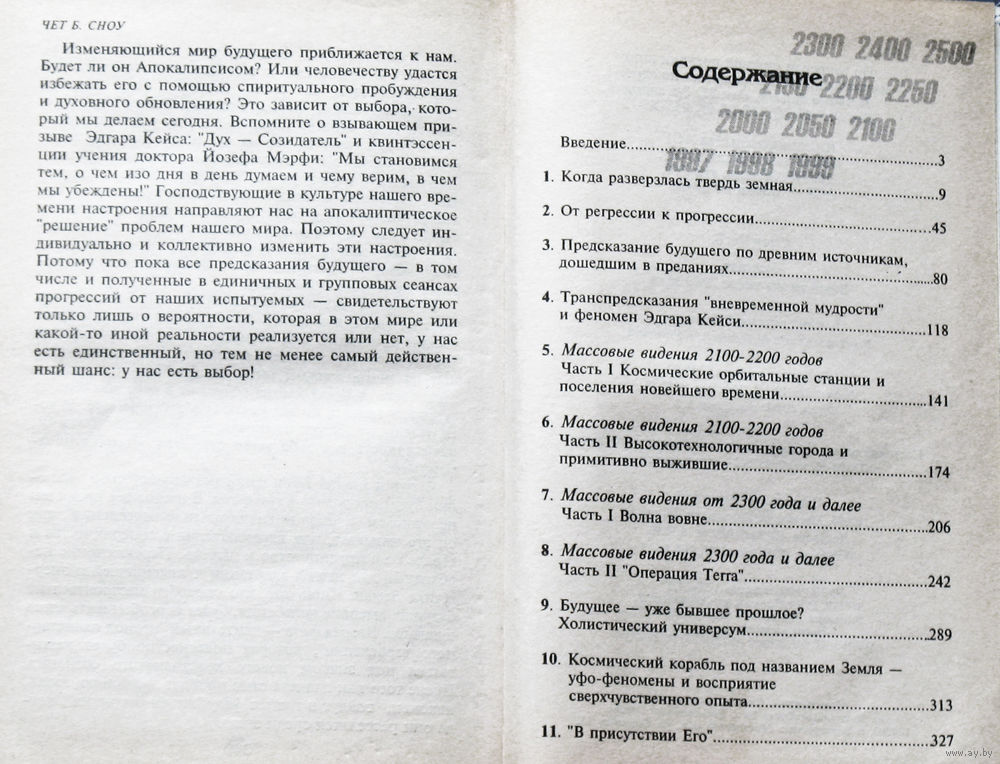 ЧЕТ Б. СНОУ
Изменяющийся мир будущего приближается к нам.
Будет ли он Апокалипсисом? Или человечеству удастся
избежать его с помощью спиритуального пробуждения
и духовного обновления? Это зависит от выбора, кото-
рый мы делаем сегодня. Вспомните о взывающем при-
зыве Эдгара Кейса: "Дух — Созидатель" и квинтэссен-
ции учения доктора Йозефа Мэрфи: "Мы становимся
тем, о чем изо дня в день думаем и чему верим, в чем
мы убеждены!" Господствующие в культуре нашего вре-
мени настроения направляют нас на апокалиптическое
"решение" проблем нашего мира. Поэтому следует ин-
дивидуально и коллективно изменить эти настроения.
Потому что пока все предсказания будущего — в том
числе и полученные в единичных и групповых сеансах
прогрессий от наших испытуемых — свидетельствуют
только лишь о вероятности, которая в этом мире или
какой-то иной реальности реализуется или нет, у нас
есть единственный, но тем не менее самый действен-
ный шанс: у нас есть выбор!
2300 2400 2500
Содержание
2100 2200 2250
2000 2050 2100
Введение 3
1997 1998 1999
1. Когда разверзлась твердь земная 9
2. От регрессии к прогрессии 45
3. Предсказание будущего по древним источникам,
дошедшим в преданиях 80
4. Транспредсказания "вневременной мудрости"
и феномен Эдгара Кейси 118
5. Массовые видения 2100-2200 годов
Часть I Космические орбитальные станции и
поселения новейшего времени 141
6. Массовые видения 2100-2200 годов
Часть II Высокотехнологичные города и
примитивно выжившие 174
7. Массовые видения от 2300 года и далее
Часть I Волна вовне 206
8. Массовые видения 2300 года и далее
Часть II "Операция Terra" 242
9. Будущее — уже бывшее прошлое?
Холистический универсум 289
10. Космический корабль под названием Земля —
уфо-феномены и восприятие
сверхчувственного опыта 313
11. "В присутствии Его" 327
www.ay.by